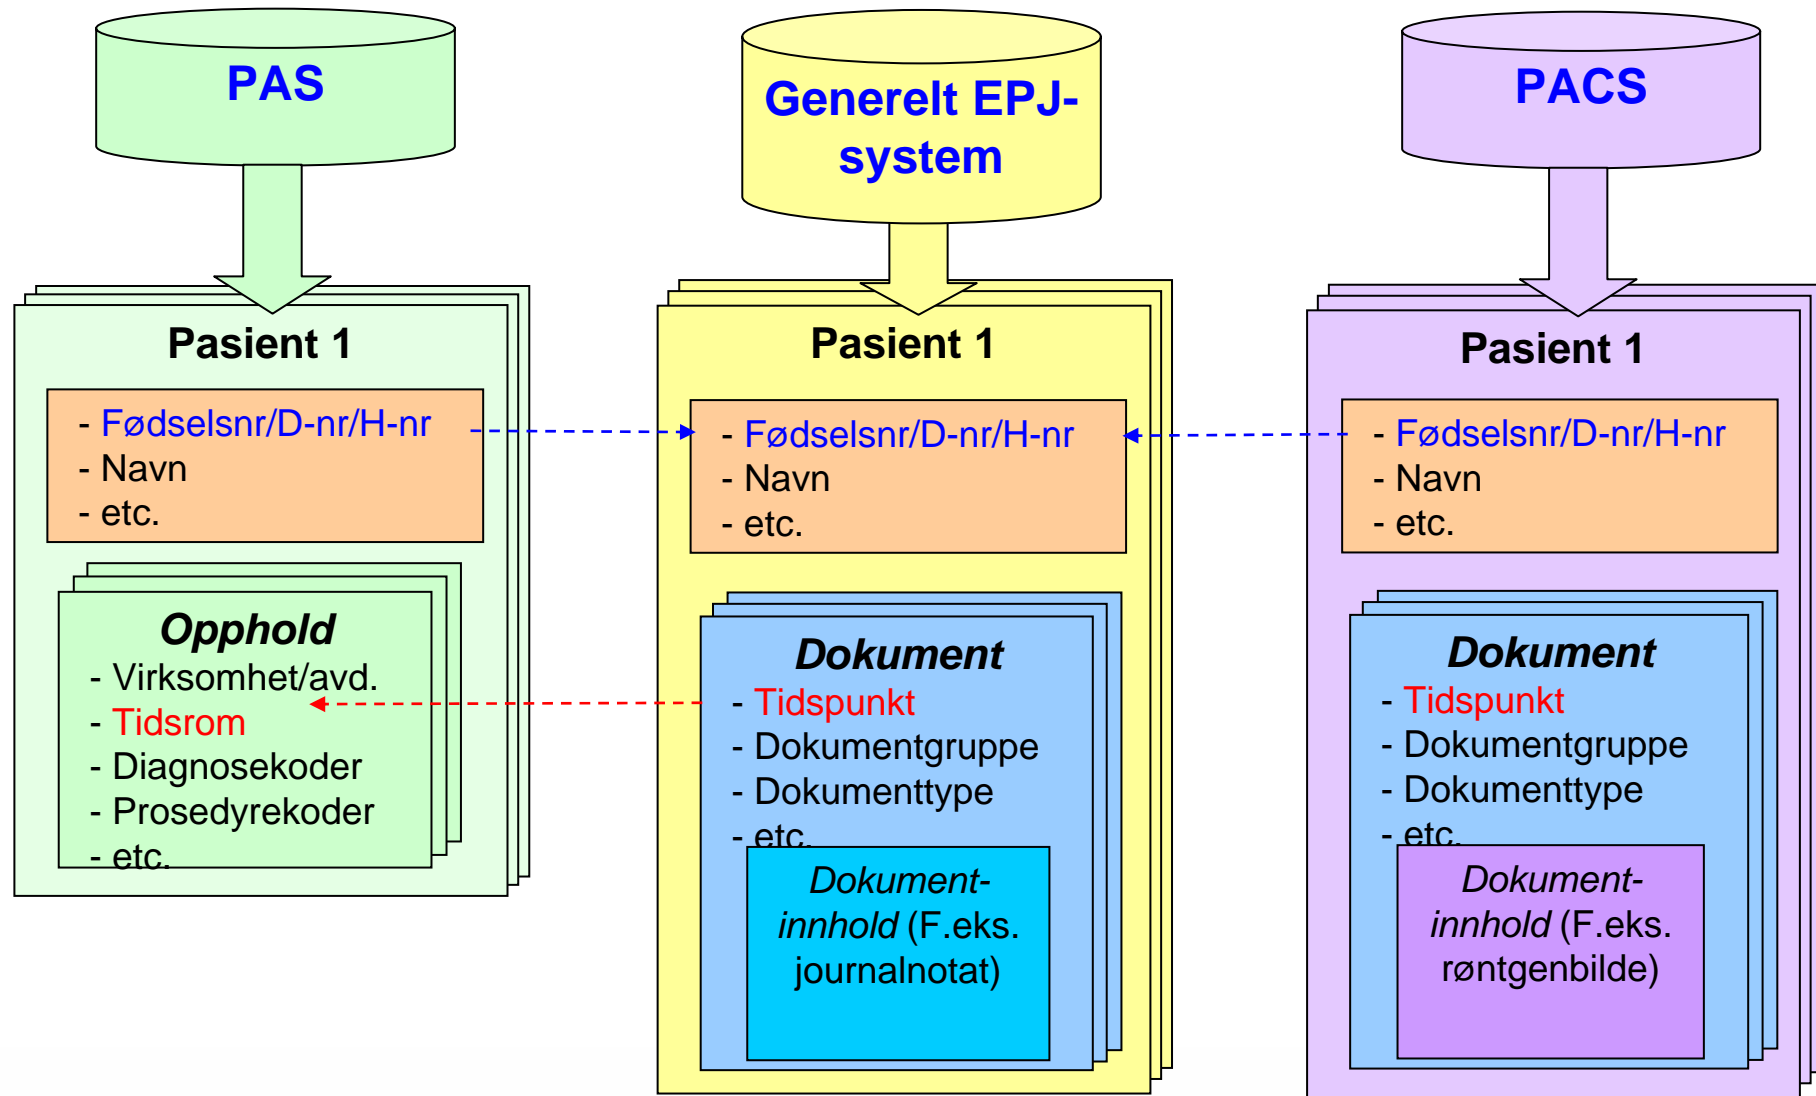 PAS
Pasient 1
- Fødselsnr/D-nr/H-nr
- Navn
- etc.
Opphold
- Virksomhet/avd.
- Tidsrom
- Diagnosekoder
- Prosedyrekoder
- etc.
Generelt EPJ-
system
Pasient 1
- Fødselsnr/D-nr/H-nr
- Navn
- etc.
Dokument
- Tidspunkt
- Dokumentgruppe
- Dokumenttype
- etc.
Dokument-
innhold (F.eks.
journalnotat)
PACS
Pasient 1
- Fødselsnr/D-nr/H-nr
- Navn
- etc.
Dokument
- Tidspunkt
- Dokumentgruppe
- Dokumenttype
- etc.
Dokument-
innhold (F.eks.
røntgenbilde)